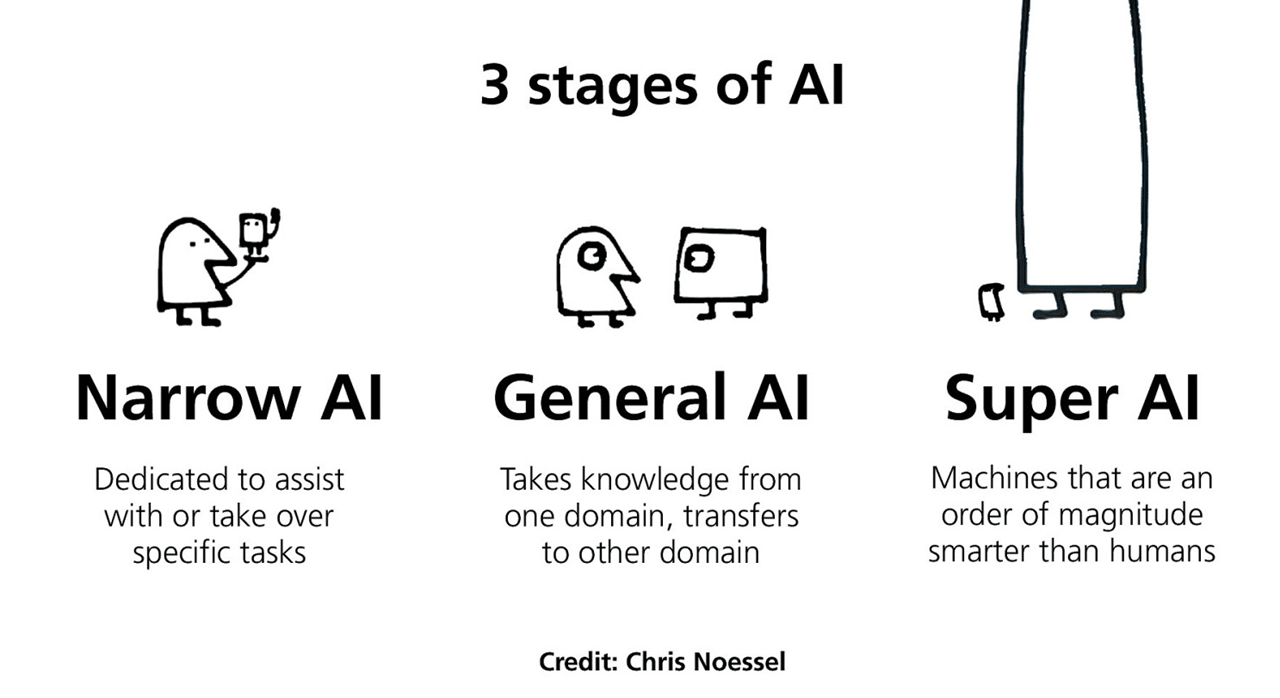 3 stages of AI
Narrow AI
Dedicated to assist
with or take over
specific tasks
General AI
Takes knowledge from
one domain, transfers
to other domain
Super AI
Machines that are an
order of magnitude
smarter than humans
Credit: Chris Noessel